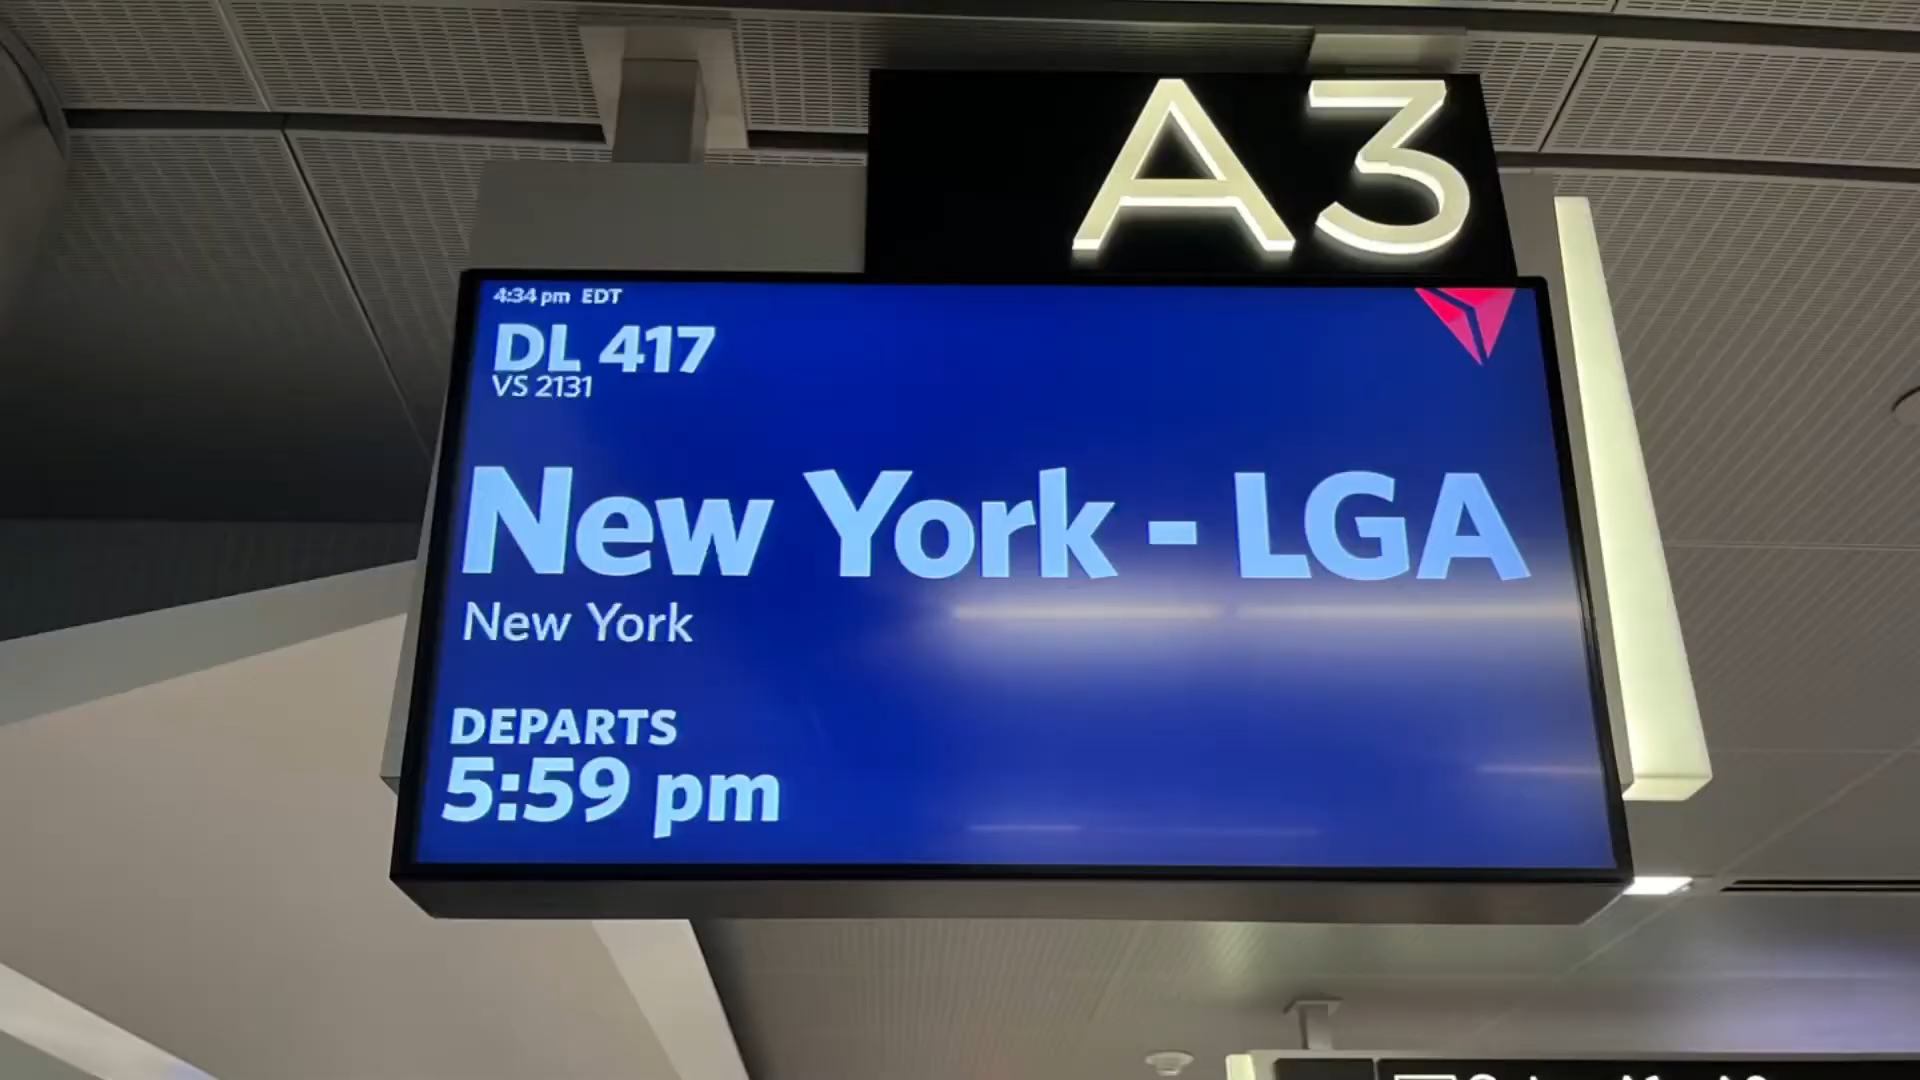 A3
4:34 pm EDT
DL 417
VS 2131
New York - LGA
New York
DEPARTS
5:59 pm